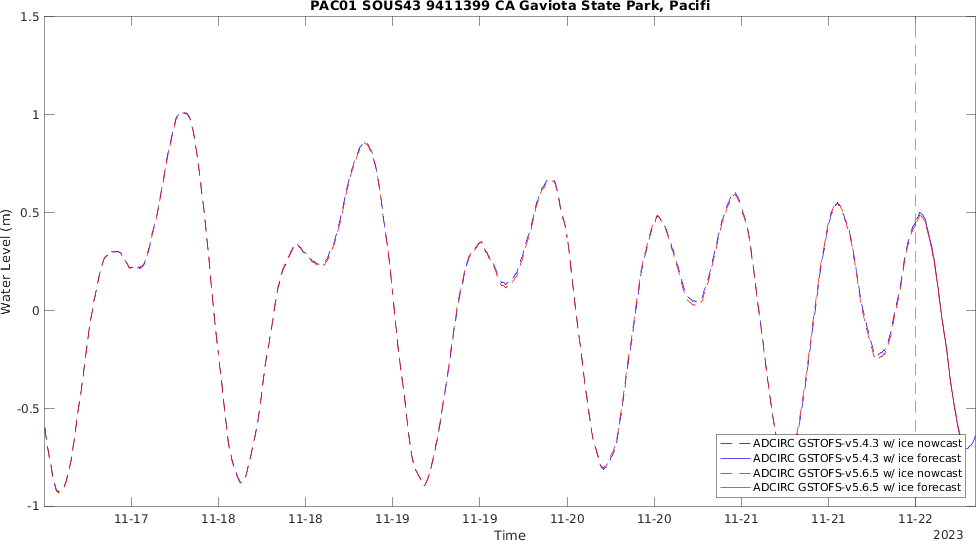 PAC01 SOUS43 9411399 CA Gaviota State Park, Pacifi
1.5
1
0.5
0
-0.5
-1
Water Level (m)
ADCIRC GSTOFS-v5.4.3 w/ ice nowcast
ADCIRC GSTOFS-v5.4.3 w/ ice forecast
ADCIRC GSTOFS-v5.6.5 w/ ice nowcast
ADCIRC GSTOFS-v5.6.5 w/ ice forecast
11-17 11-18 11-18 11-19 11-19 11-20 11-20 11-21 11-21 11-22
Time
2023